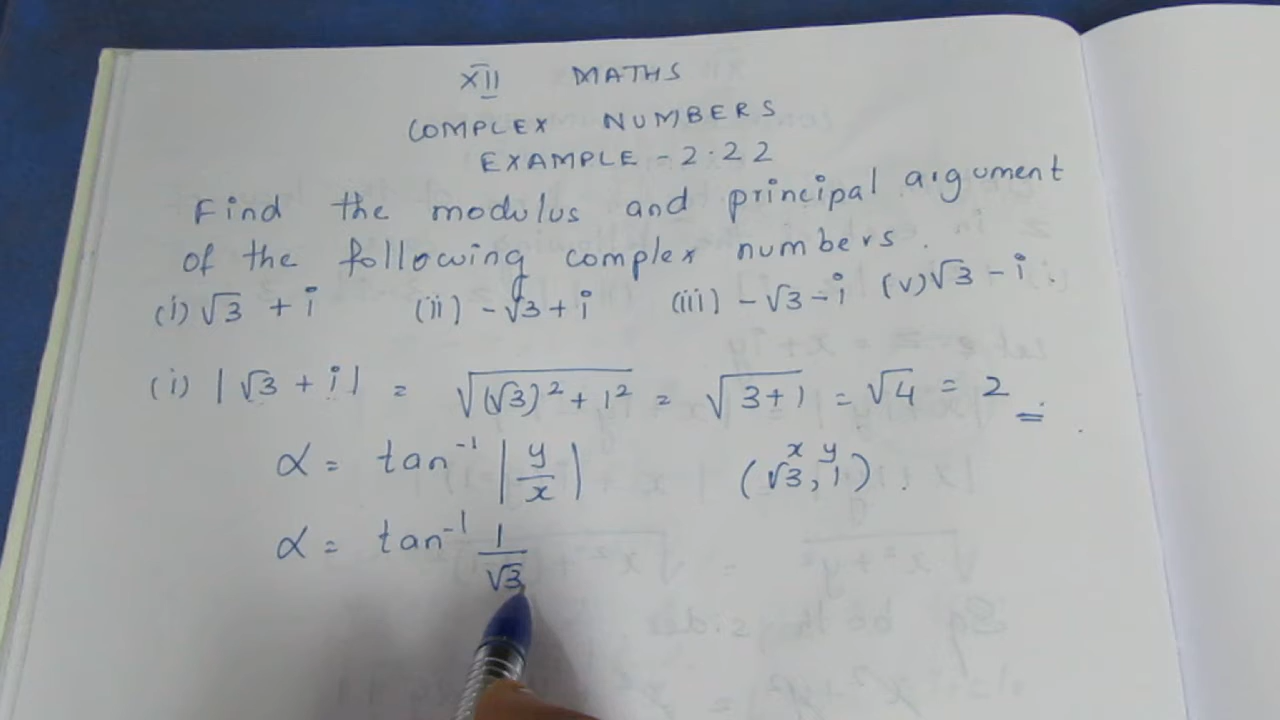 XII MATHS
COMPLEX NUMBERS
EXAMPLE - 2.22
Find the modulus and principal argument
of the following complex numbers.
(i) √3 + i (ii) -√3 + i (iii) -√3 - i (v) √3 - i.
(i) |√3 + i| = √((√3)² + 1²) = √(3+1) = √4 = 2
α = tan⁻¹ |y/x| (√3, 1) x y
α = tan⁻¹ 1/√3